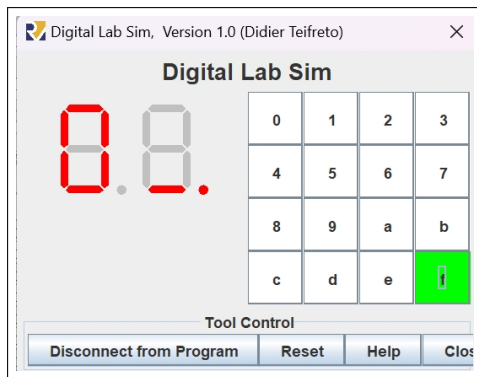 Digital Lab Sim, Version 1.0 (Didier Teifreto)
Digital Lab Sim
0 1 2 3
4 5 6 7
8 9 a b
c d e f
Tool Control
Disconnect from Program Reset Help Clos